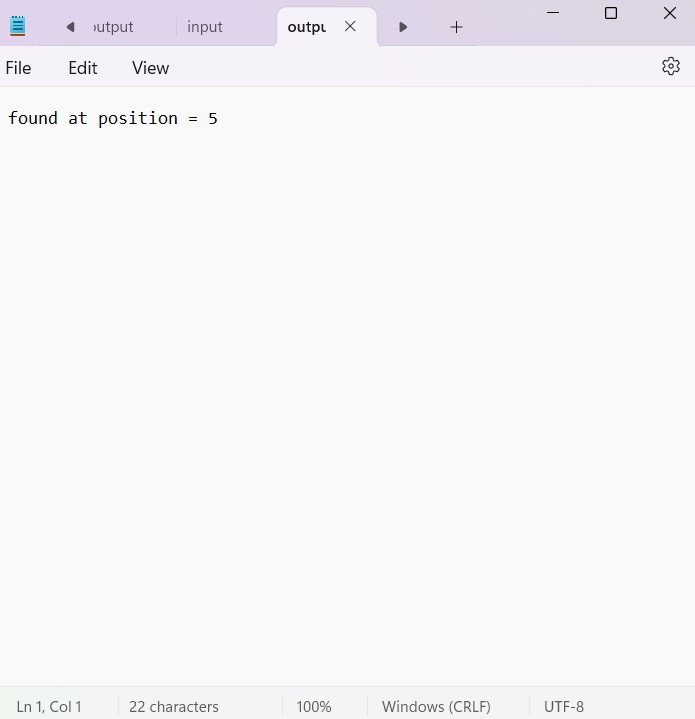 output
input
outpu
File Edit View
found at position = 5
Ln 1, Col 1 22 characters 100% Windows (CRLF) UTF-8